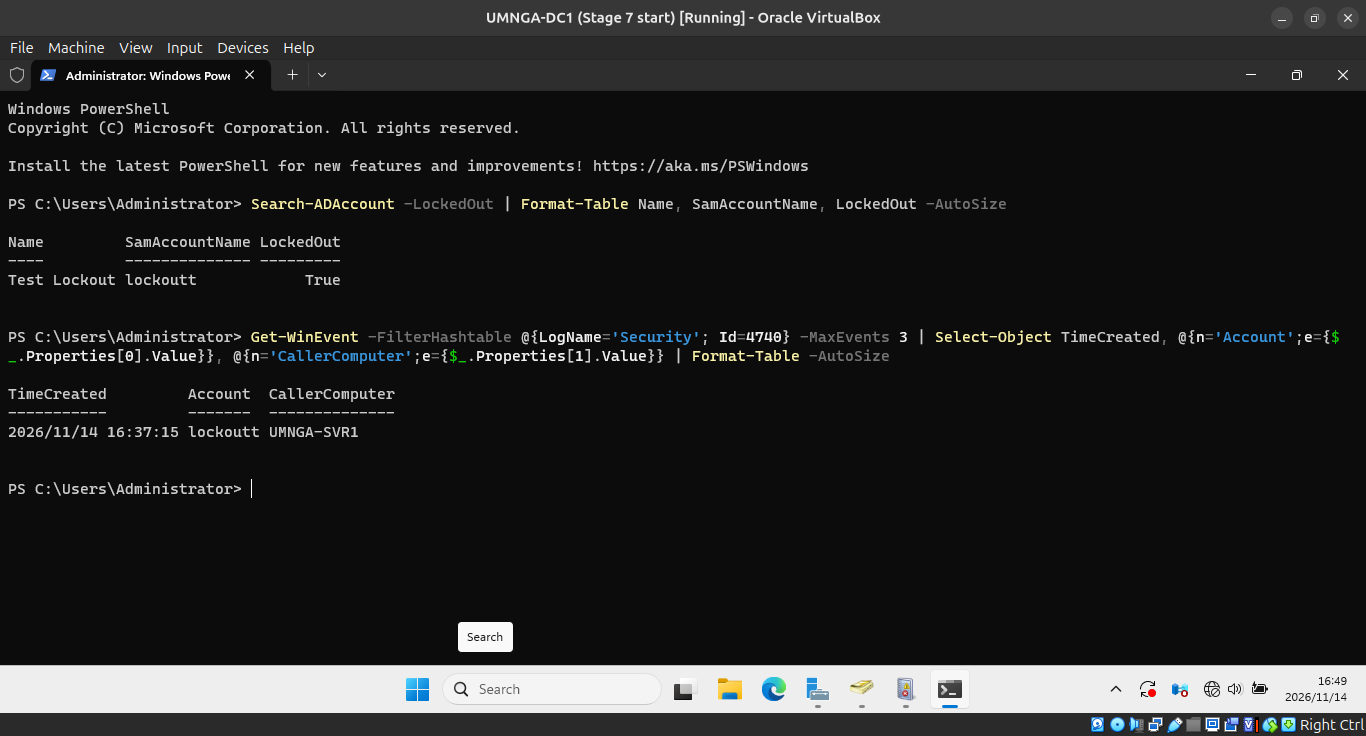 UMNGA-DC1 (Stage 7 start) [Running] - Oracle VirtualBox
File Machine View Input Devices Help
Administrator: Windows Powe
Windows PowerShell
Copyright (C) Microsoft Corporation. All rights reserved.
Install the latest PowerShell for new features and improvements! https://aka.ms/PSWindows
PS C:\Users\Administrator> Search-ADAccount -LockedOut | Format-Table Name, SamAccountName, LockedOut -AutoSize
Name         SamAccountName LockedOut
----         -------------- ---------
Test Lockout lockoutt            True
PS C:\Users\Administrator> Get-WinEvent -FilterHashtable @{LogName='Security'; Id=4740} -MaxEvents 3 | Select-Object TimeCreated, @{n='Account';e={$
_.Properties[0].Value}}, @{n='CallerComputer';e={$_.Properties[1].Value}} | Format-Table -AutoSize
TimeCreated         Account  CallerComputer
-----------         -------  --------------
2026/11/14 16:37:15 lockoutt UMNGA-SVR1
PS C:\Users\Administrator>
Search
Search
16:49
2026/11/14
Right Ctrl